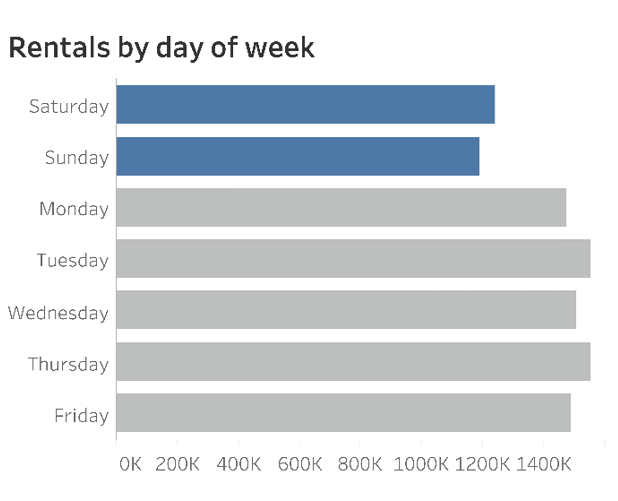 Rentals by day of week
Saturday
Sunday
Monday
Tuesday
Wednesday
Thursday
Friday
0K 200K 400K 600K 800K 1000K 1200K 1400K